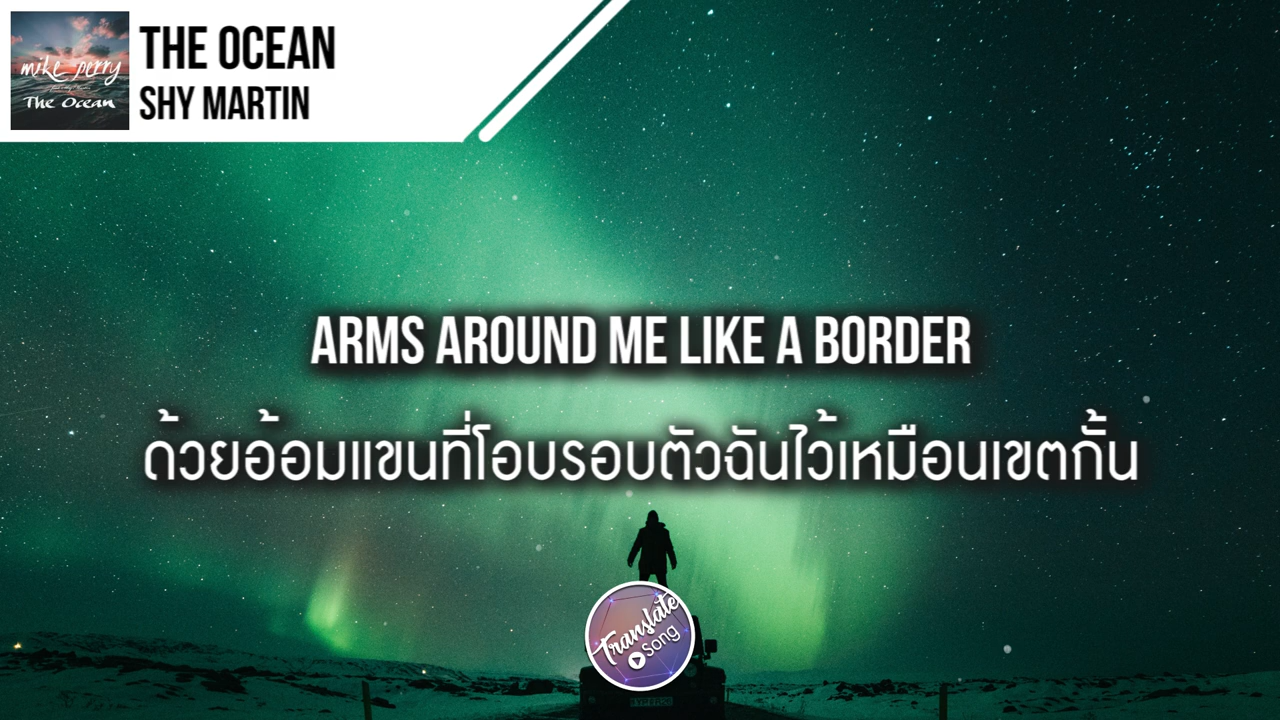 mike perry
The Ocean
THE OCEAN
SHY MARTIN
ARMS AROUND ME LIKE A BORDER
ด้วยอ้อมแขนที่โอบรอบตัวฉันไว้เหมือนเขตกั้น
Translate
Song